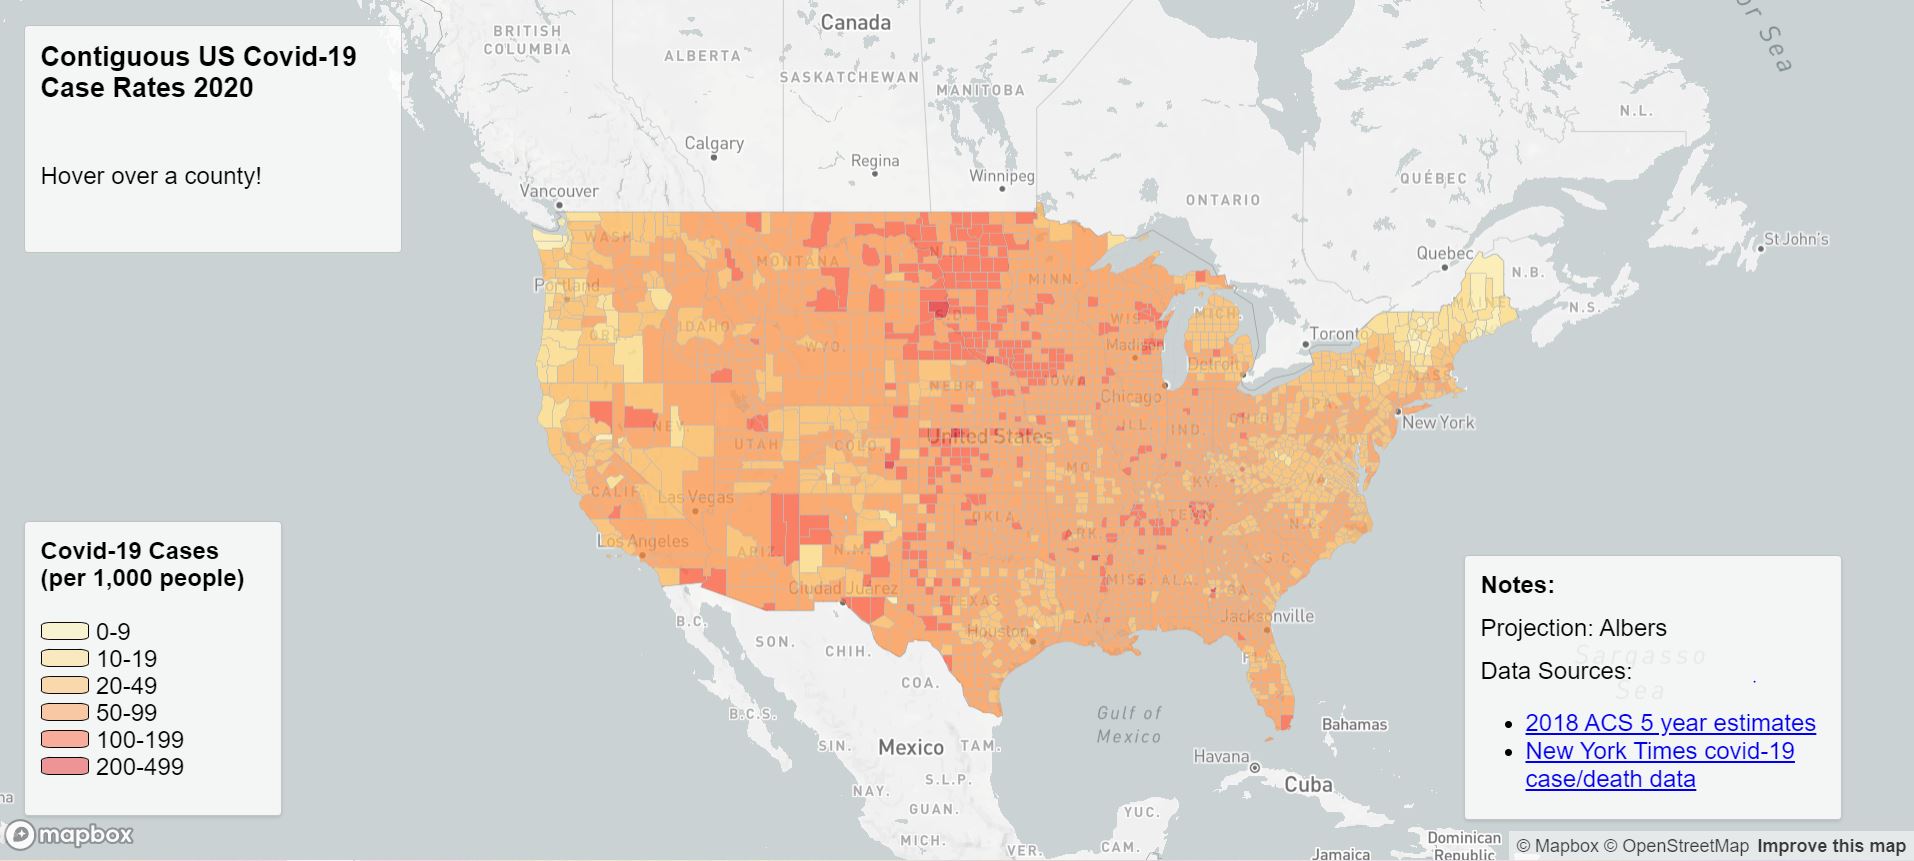 Contiguous US Covid-19
Case Rates 2020
Hover over a county!
Canada
BRITISH
COLUMBIA
ALBERTA
SASKATCHEWAN
MANITOBA
or Sea
N.L.
Calgary
Regina
Winnipeg
Vancouver
ONTARIO
QUÉBEC
Quebec
St John's
N.B.
N.S.
WASH.
MONTANA
N.D.
MINN.
Portland
MAINE
ORE.
IDAHO
WYO.
S.D.
WIS.
Madison
MICH.
Detroit
Toronto
N.Y.
MASS.
NEBR.
IOWA
Chicago
New York
NEV.
UTAH
COLO.
United States
ILL.
IND.
OHIO
PA.
MD.
MO.
KY.
VA.
CALIF.
Las Vegas
OKLA.
TENN.
N.C.
Los Angeles
ARIZ.
N.M.
ARK.
S.C.
Ciudad Juárez
TEXAS
MISS.
ALA.
GA.
Jacksonville
LA.
Houston
FLA.
B.C.
SON.
CHIH.
COA.
B.C.S.
SIN.
Mexico
TAM.
Gulf of
Mexico
Bahamas
Havana
Cuba
S.L.P.
NAY.
GUAN.
MICH.
VER.
YUC.
CAM.
Jamaica
Dominican
Republic
Sargasso
Sea
Covid-19 Cases
(per 1,000 people)
0-9
10-19
20-49
50-99
100-199
200-499
Notes:
Projection: Albers
Data Sources:
• 2018 ACS 5 year estimates
• New York Times covid-19
case/death data
mapbox
© Mapbox © OpenStreetMap Improve this map